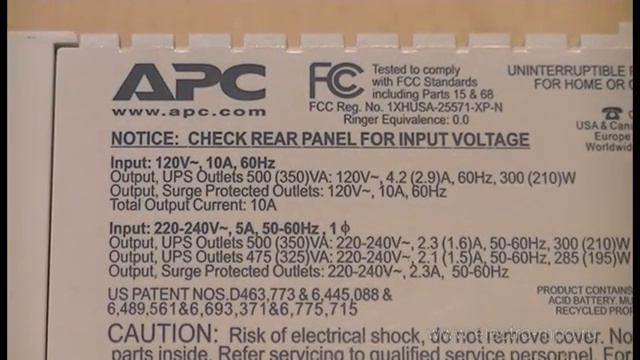 APC
www.apc.com
FCC
Tested to comply
with FCC Standards
including Parts 15 & 68
FCC Reg. No. 1XHUSA-25571-XP-N
Ringer Equivalence: 0.0
UNINTERRUPTIBLE
FOR HOME OR
USA & Cana
Europe
Worldwide
NOTICE: CHECK REAR PANEL FOR INPUT VOLTAGE
Input: 120V~, 10A, 60Hz
Output, UPS Outlets 500 (350)VA: 120V~, 4.2 (2.9)A, 60Hz, 300 (210)W
Output, Surge Protected Outlets: 120V~, 10A, 60Hz
Total Output Current: 10A
Input: 220-240V~, 5A, 50-60Hz , 1 ϕ
Output, UPS Outlets 500 (350)VA: 220-240V~, 2.3 (1.6)A, 50-60Hz, 300 (210)W
Output, UPS Outlets 475 (325)VA: 220-240V~, 2.1 (1.5)A, 50-60Hz, 285 (195)W
Output, Surge Protected Outlets: 220-240V~, 2.3A, 50-60Hz
US PATENT NOS.D463,773 & 6,445,088 &
6,489,561&6,693,371&6,775,715
PRODUCT CONTAINS
ACID BATTERY. MU
RECYCLED PROP
CAUTION: Risk of electrical shock, do not remove cover. No
parts inside. Refer servicing to qualified service personnel. For